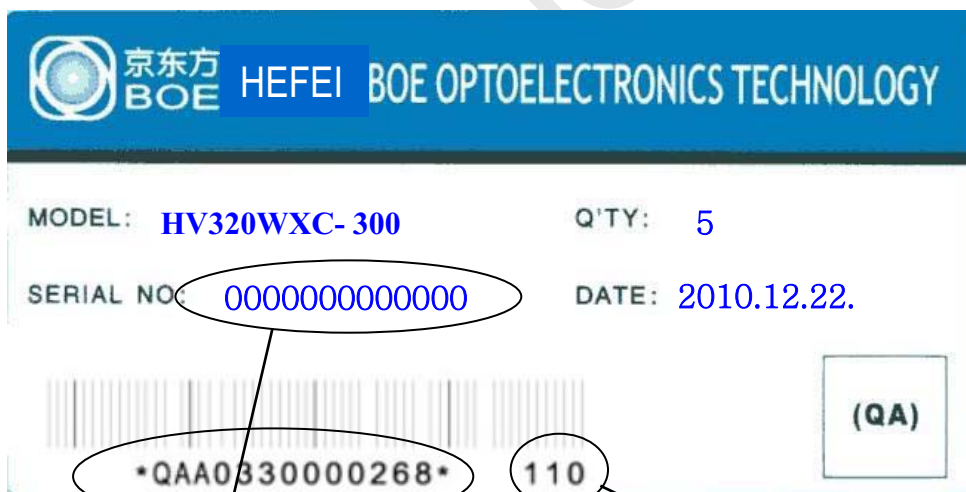 京东方
BOE HEFEI BOE OPTOELECTRONICS TECHNOLOGY
MODEL: HV320WXC- 300 Q'TY: 5
SERIAL NO: 0000000000000 DATE: 2010.12.22.
(QA)
*QAA0330000268* 110